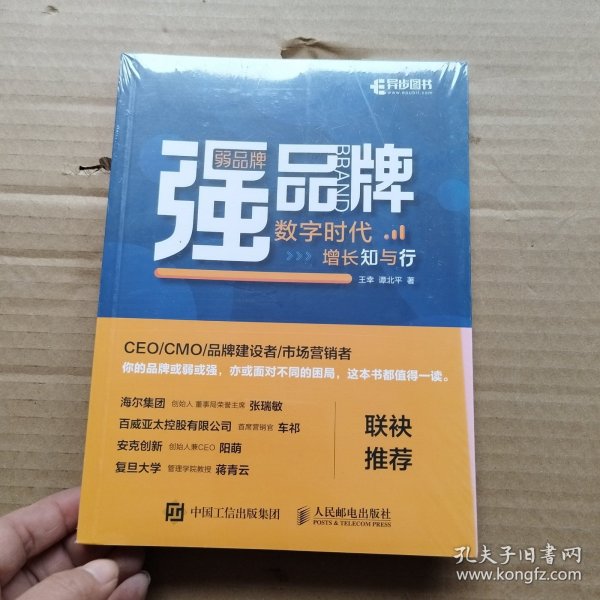 异步图书
www.epubit.com
弱品牌
强品牌
BRAND
数字时代
>>> 增长知与行
王幸 谭北平 著
CEO/CMO/品牌建设者/市场营销者
你的品牌或弱或强，亦或面对不同的困局，这本书都值得一读。
海尔集团 创始人 董事局荣誉主席 张瑞敏
百威亚太控股有限公司 首席营销官 车祁
安克创新 创始人兼CEO 阳萌
复旦大学 管理学院教授 蒋青云
联袂
推荐
中国工信出版集团
人民邮电出版社
POSTS & TELECOM PRESS
孔夫子旧书网
www.kongfz.com